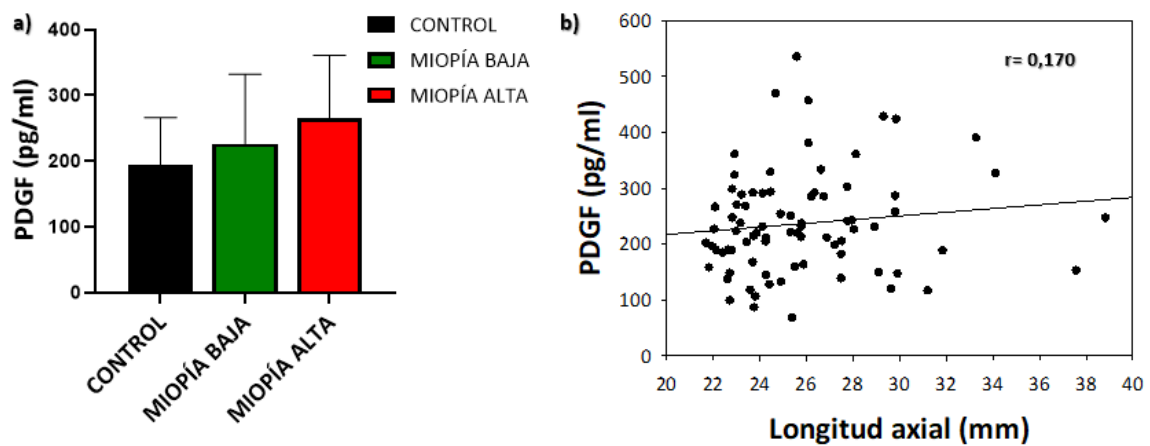 a)
CONTROL
MIOPÍA BAJA
MIOPÍA ALTA
PDGF (pg/ml)
400
300
200
100
0
CONTROL
MIOPÍA BAJA
MIOPÍA ALTA
b)
r= 0,170
PDGF (pg/ml)
600
500
400
300
200
100
0
20 22 24 26 28 30 32 34 36 38 40
Longitud axial (mm)